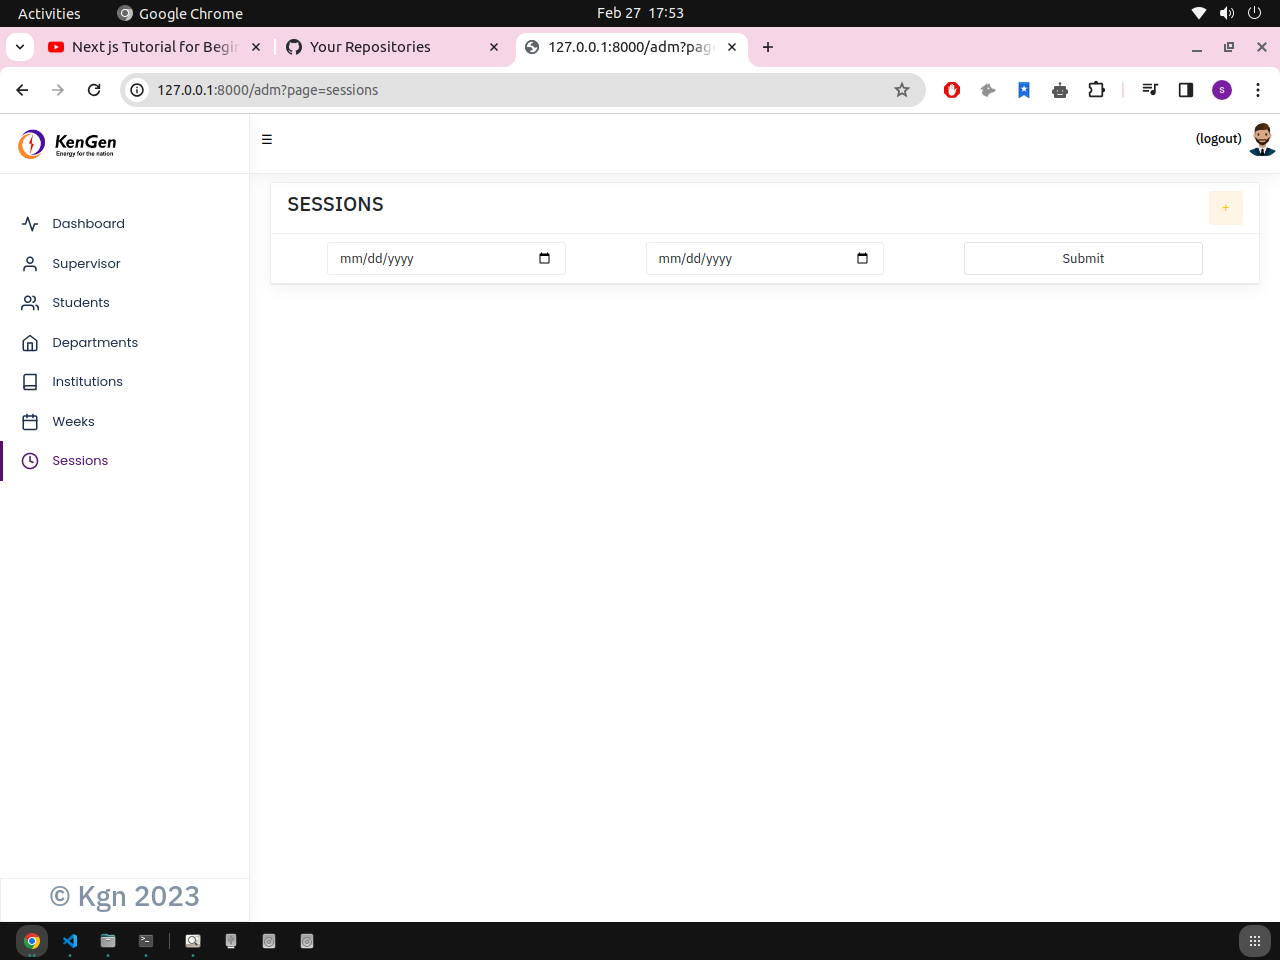 Activities
Google Chrome
Feb 27 17:53
Next js Tutorial for Begin
Your Repositories
127.0.0.1:8000/adm?pag
127.0.0.1:8000/adm?page=sessions
S
KenGen
Energy for the nation
☰
(logout)
SESSIONS
+
mm/dd/yyyy
mm/dd/yyyy
Submit
Dashboard
Supervisor
Students
Departments
Institutions
Weeks
Sessions
© Kgn 2023